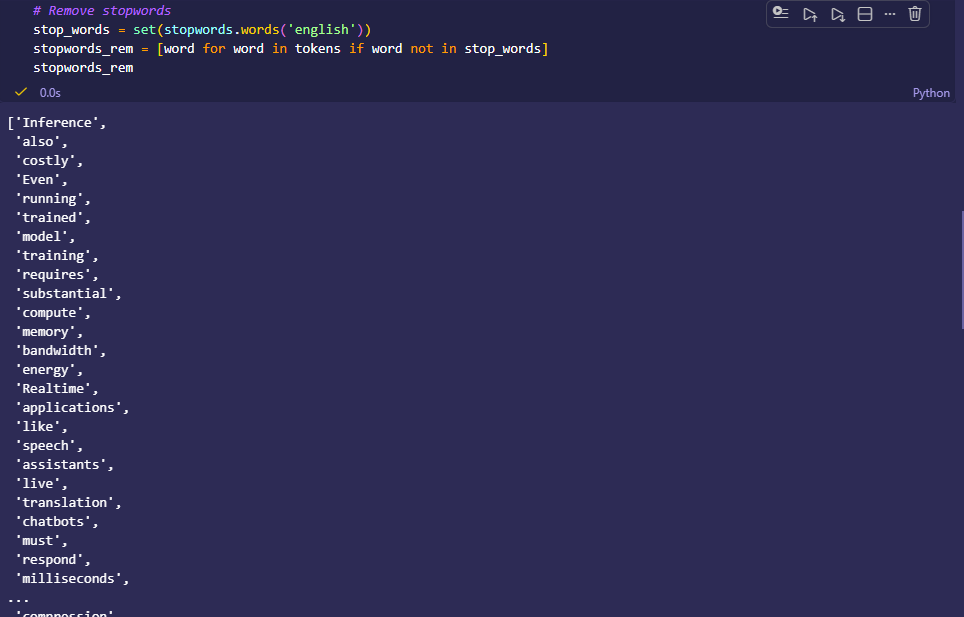 # Remove stopwords
stop_words = set(stopwords.words('english'))
stopwords_rem = [word for word in tokens if word not in stop_words]
stopwords_rem
0.0s
Python
['Inference',
'also',
'costly',
'Even',
'running',
'trained',
'model',
'training',
'requires',
'substantial',
'compute',
'memory',
'bandwidth',
'energy',
'Realtime',
'applications',
'like',
'speech',
'assistants',
'live',
'translation',
'chatbots',
'must',
'respond',
'milliseconds',
...
'compression'